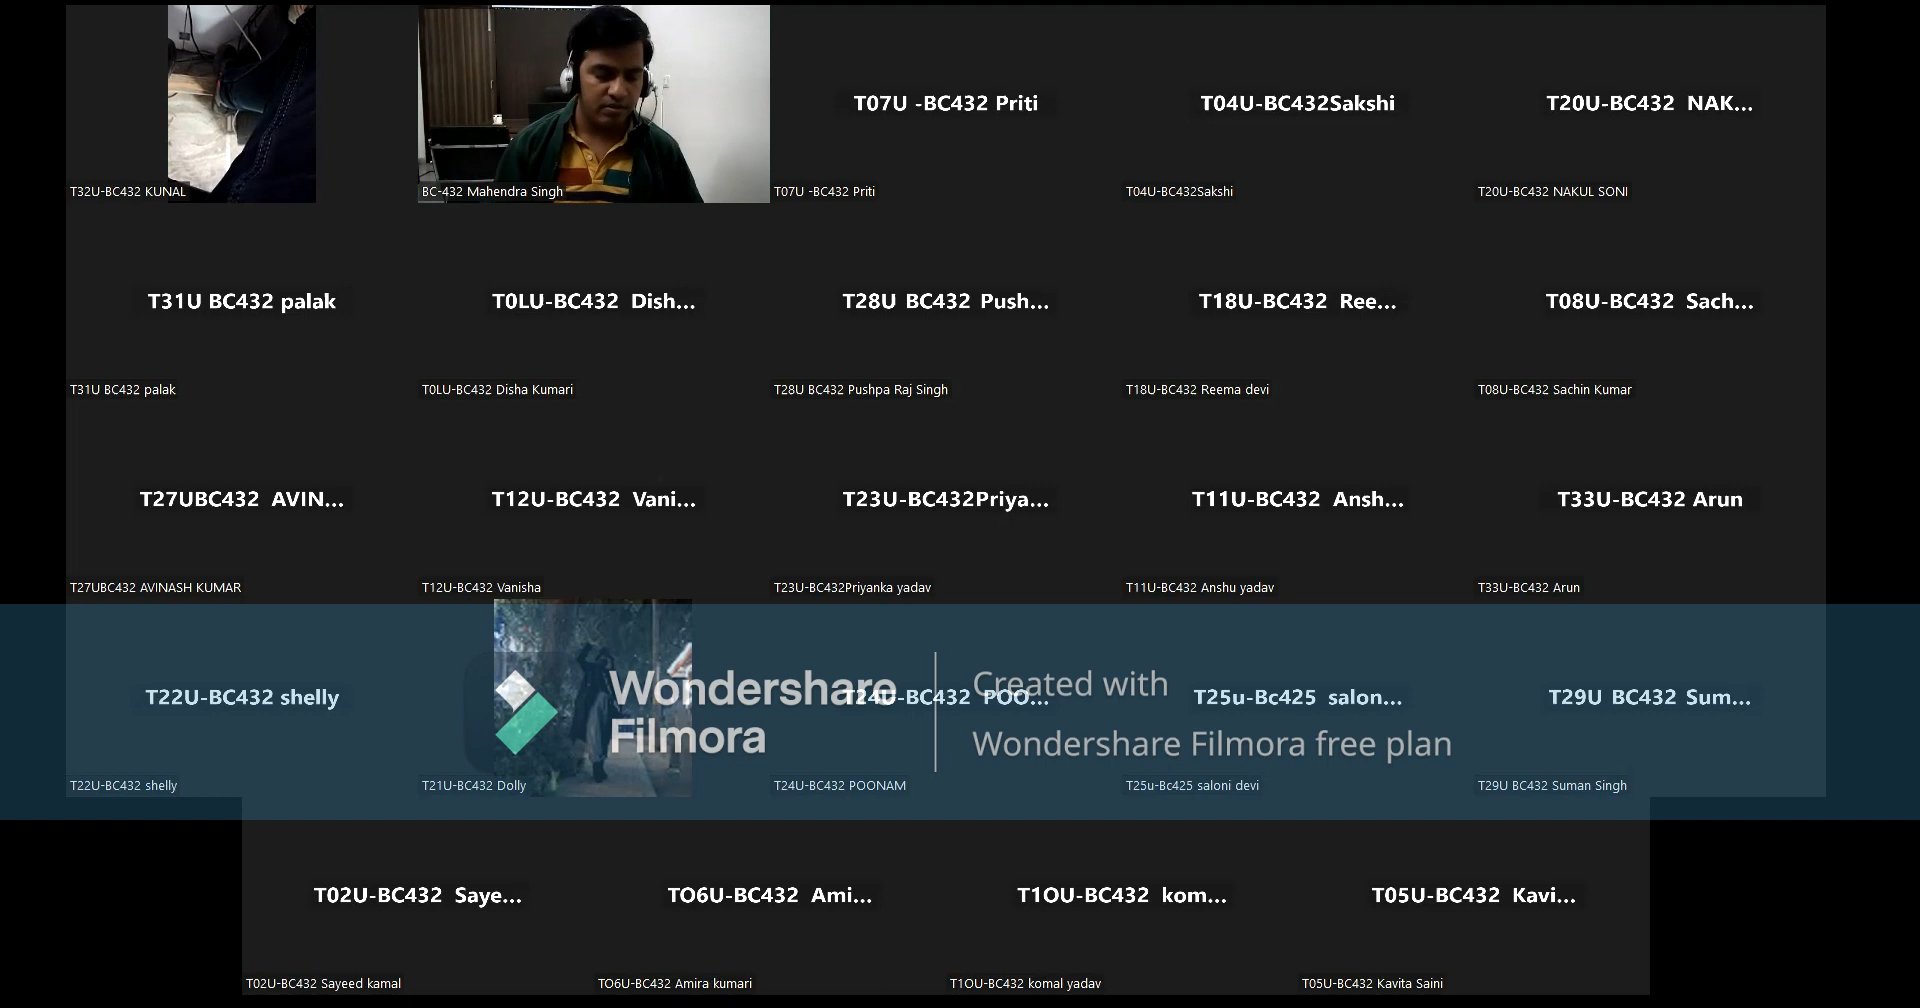 T32U-BC432 KUNAL
BC-432 Mahendra Singh
T07U -BC432 Priti
T07U -BC432 Priti
T04U-BC432Sakshi
T04U-BC432Sakshi
T20U-BC432 NAK...
T20U-BC432 NAKUL SONI
T31U BC432 palak
T31U BC432 palak
T0LU-BC432 Dish...
T0LU-BC432 Disha Kumari
T28U BC432 Push...
T28U BC432 Pushpa Raj Singh
T18U-BC432 Ree...
T18U-BC432 Reema devi
T08U-BC432 Sach...
T08U-BC432 Sachin Kumar
T27UBC432 AVIN...
T27UBC432 AVINASH KUMAR
T12U-BC432 Vani...
T12U-BC432 Vanisha
T23U-BC432Priya...
T23U-BC432Priyanka yadav
T11U-BC432 Ansh...
T11U-BC432 Anshu yadav
T33U-BC432 Arun
T33U-BC432 Arun
T22U-BC432 shelly
T22U-BC432 shelly
T21U-BC432 Dolly
T24U-BC432 POO...
T24U-BC432 POONAM
T25u-Bc425 salon...
T25u-Bc425 saloni devi
T29U BC432 Sum...
T29U BC432 Suman Singh
Wondershare
Filmora
Created with
Wondershare Filmora free plan
T02U-BC432 Saye...
T02U-BC432 Sayeed kamal
TO6U-BC432 Ami...
TO6U-BC432 Amira kumari
T1OU-BC432 kom...
T1OU-BC432 komal yadav
T05U-BC432 Kavi...
T05U-BC432 Kavita Saini